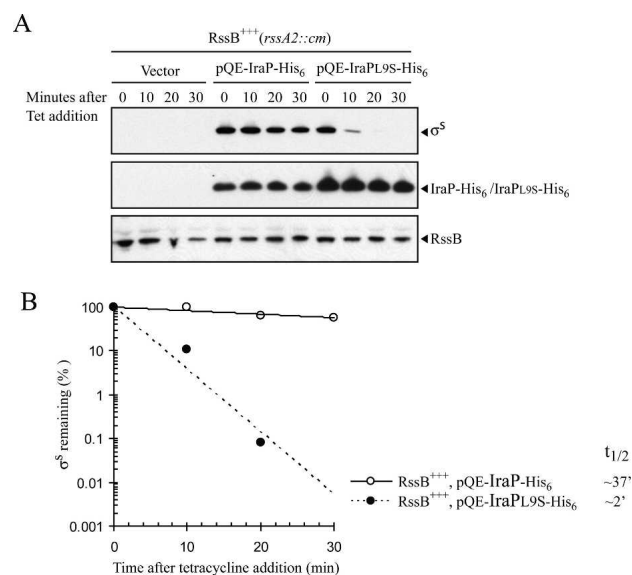 A
RssB+++(rssA2::cm)
Vector pQE-IraP-His6 pQE-IraPL9S-His6
Minutes after
Tet addition
0 10 20 30 0 10 20 30 0 10 20 30
σS
IraP-His6/IraPL9S-His6
RssB
B
σS remaining (%)
100
10
1
0.1
0.01
0.001
0 10 20 30
Time after tetracycline addition (min)
t1/2
RssB+++, pQE-IraP-His6 ~37'
RssB+++, pQE-IraPL9S-His6 ~2'